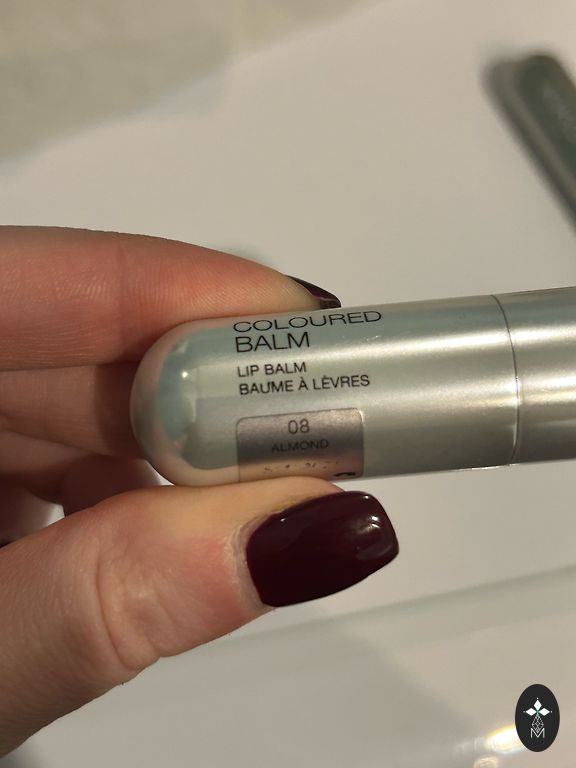 COLOURED
BALM
LIP BALM
BAUME À LÈVRES
08
ALMOND